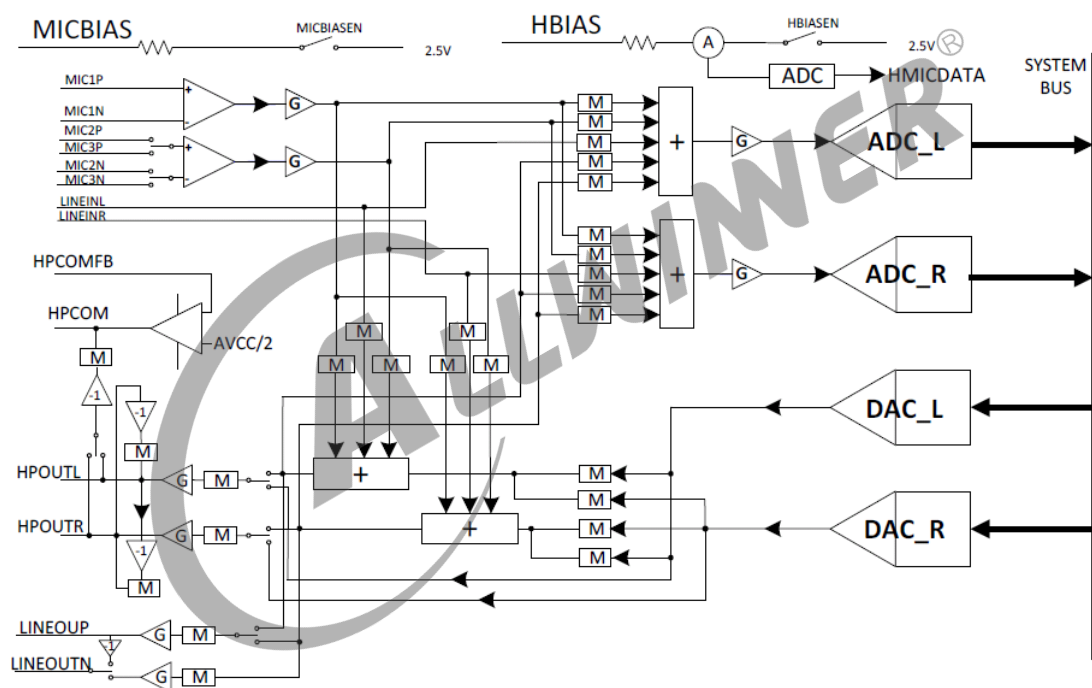 MICBIAS
MICBIASEN
2.5V
HBIAS
A
HBIASEN
2.5V
®
ADC
HMICDATA
SYSTEM
BUS
MIC1P
+
MIC1N
-
G
MIC2P
MIC3P
+
MIC2N
-
MIC3N
G
LINEINL
LINEINR
M
M
M
M
M
+
G
ADC_L
M
M
M
M
M
+
G
ADC_R
HPCOMFB
HPCOM
AVCC/2
M
-1
-1
M
M
M
M
M
M
M
ALLWINNER
DAC_L
HPOUTL
G
M
+
M
M
HPOUTR
G
M
+
M
M
DAC_R
-1
M
LINEOUP
G
M
-1
LINEOUTN
G
M